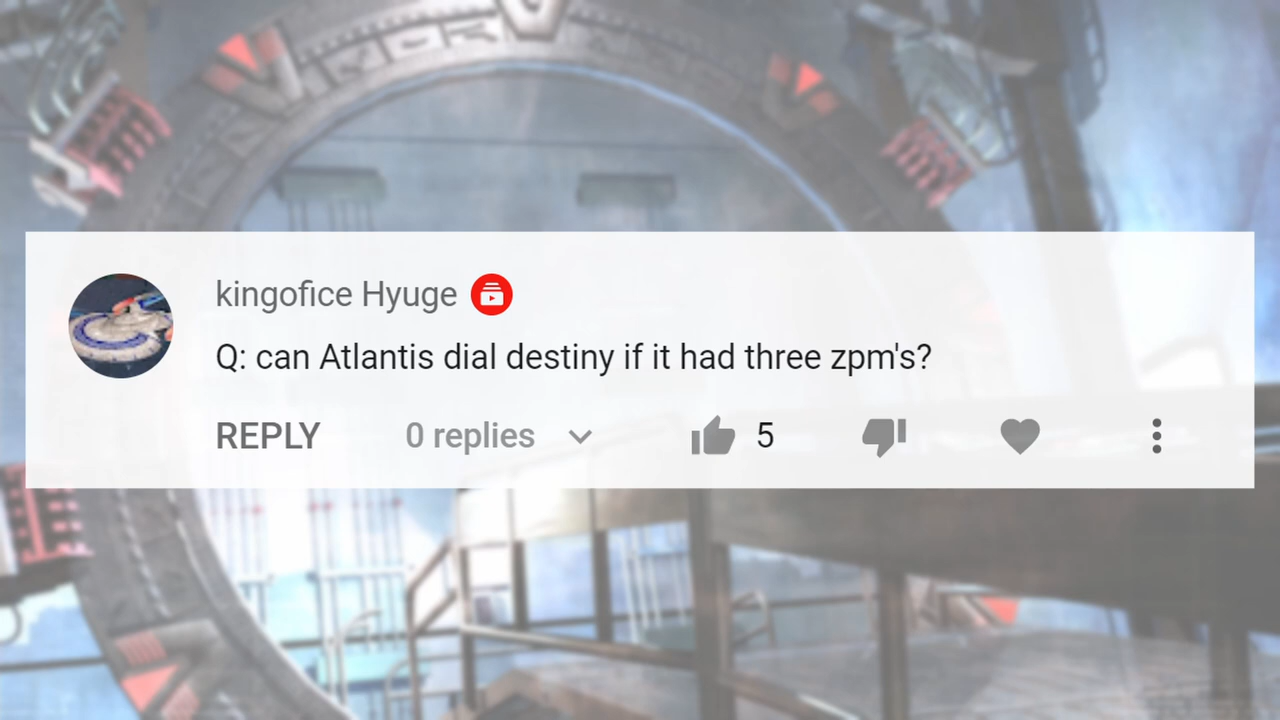 kingofice Hyuge
Q: can Atlantis dial destiny if it had three zpm's?
REPLY 0 replies 5